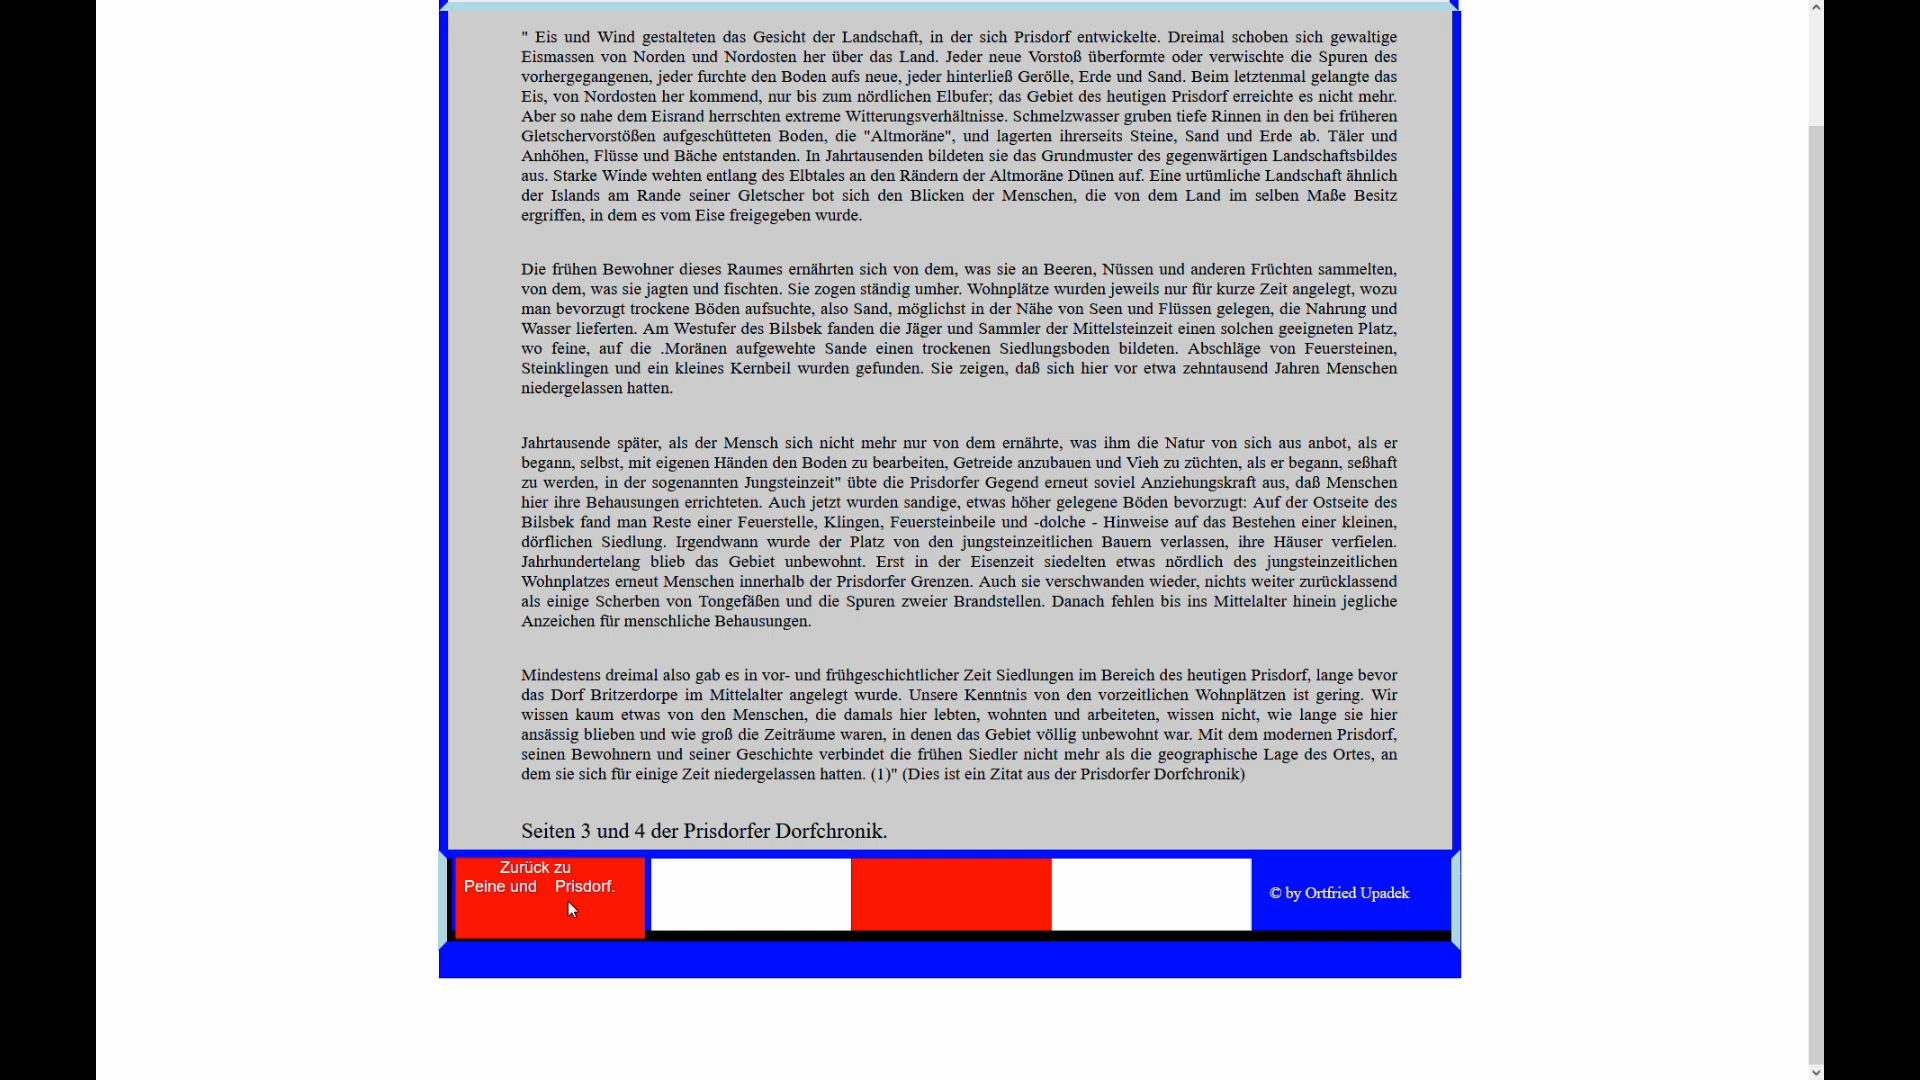 " Eis und Wind gestalteten das Gesicht der Landschaft, in der sich Prisdorf entwickelte. Dreimal schoben sich gewaltige
Eismassen von Norden und Nordosten her über das Land. Jeder neue Vorstoß überformte oder verwischte die Spuren des
vorhergegangenen, jeder furchte den Boden aufs neue, jeder hinterließ Gerölle, Erde und Sand. Beim letztenmal gelangte das
Eis, von Nordosten her kommend, nur bis zum nördlichen Elbufer; das Gebiet des heutigen Prisdorf erreichte es nicht mehr.
Aber so nahe dem Eisrand herrschten extreme Witterungsverhältnisse. Schmelzwasser gruben tiefe Rinnen in den bei früheren
Gletschervorstößen aufgeschütteten Boden, die "Altmoräne", und lagerten ihrerseits Steine, Sand und Erde ab. Täler und
Anhöhen, Flüsse und Bäche entstanden. In Jahrtausenden bildeten sie das Grundmuster des gegenwärtigen Landschaftsbildes
aus. Starke Winde wehten entlang des Elbtales an den Rändern der Altmoräne Dünen auf. Eine urtümliche Landschaft ähnlich
der Islands am Rande seiner Gletscher bot sich den Blicken der Menschen, die von dem Land im selben Maße Besitz
ergriffen, in dem es vom Eise freigegeben wurde.
Die frühen Bewohner dieses Raumes ernährten sich von dem, was sie an Beeren, Nüssen und anderen Früchten sammelten,
von dem, was sie jagten und fischten. Sie zogen ständig umher. Wohnplätze wurden jeweils nur für kurze Zeit angelegt, wozu
man bevorzugt trockene Böden aufsuchte, also Sand, möglichst in der Nähe von Seen und Flüssen gelegen, die Nahrung und
Wasser lieferten. Am Westufer des Bilsbek fanden die Jäger und Sammler der Mittelsteinzeit einen solchen geeigneten Platz,
wo feine, auf die .Moränen aufgewehte Sande einen trockenen Siedlungsboden bildeten. Abschläge von Feuersteinen,
Steinklingen und ein kleines Kernbeil wurden gefunden. Sie zeigen, daß sich hier vor etwa zehntausend Jahren Menschen
niedergelassen hatten.
Jahrtausende später, als der Mensch sich nicht mehr nur von dem ernährte, was ihm die Natur von sich aus anbot, als er
begann, selbst, mit eigenen Händen den Boden zu bearbeiten, Getreide anzubauen und Vieh zu züchten, als er begann, seßhaft
zu werden, in der sogenannten Jungsteinzeit" übte die Prisdorfer Gegend erneut soviel Anziehungskraft aus, daß Menschen
hier ihre Behausungen errichteten. Auch jetzt wurden sandige, etwas höher gelegene Böden bevorzugt: Auf der Ostseite des
Bilsbek fand man Reste einer Feuerstelle, Klingen, Feuersteinbeile und -dolche - Hinweise auf das Bestehen einer kleinen,
dörflichen Siedlung. Irgendwann wurde der Platz von den jungsteinzeitlichen Bauern verlassen, ihre Häuser verfielen.
Jahrhundertelang blieb das Gebiet unbewohnt. Erst in der Eisenzeit siedelten etwas nördlich des jungsteinzeitlichen
Wohnplatzes erneut Menschen innerhalb der Prisdorfer Grenzen. Auch sie verschwanden wieder, nichts weiter zurücklassend
als einige Scherben von Tongefäßen und die Spuren zweier Brandstellen. Danach fehlen bis ins Mittelalter hinein jegliche
Anzeichen für menschliche Behausungen.
Mindestens dreimal also gab es in vor- und frühgeschichtlicher Zeit Siedlungen im Bereich des heutigen Prisdorf, lange bevor
das Dorf Britzerdorpe im Mittelalter angelegt wurde. Unsere Kenntnis von den vorzeitlichen Wohnplätzen ist gering. Wir
wissen kaum etwas von den Menschen, die damals hier lebten, wohnten und arbeiteten, wissen nicht, wie lange sie hier
ansässig blieben und wie groß die Zeiträume waren, in denen das Gebiet völlig unbewohnt war. Mit dem modernen Prisdorf,
seinen Bewohnern und seiner Geschichte verbindet die frühen Siedler nicht mehr als die geographische Lage des Ortes, an
dem sie sich für einige Zeit niedergelassen hatten. (1)" (Dies ist ein Zitat aus der Prisdorfer Dorfchronik)
Seiten 3 und 4 der Prisdorfer Dorfchronik.
Zurück zu
Peine und Prisdorf.
© by Ortfried Upadek